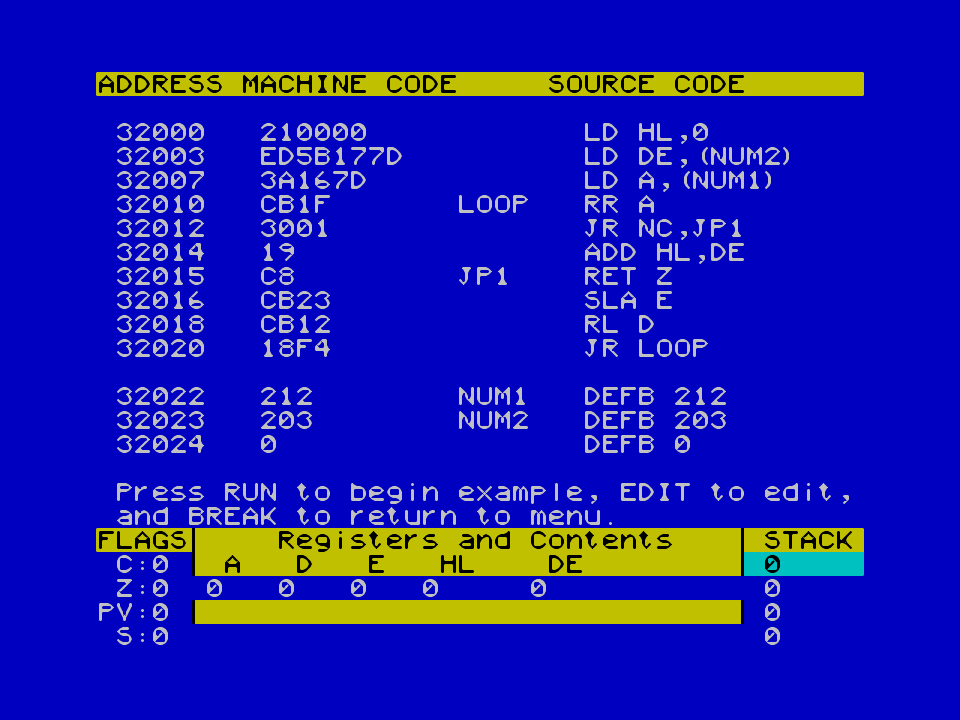 ADDRESS MACHINE CODE SOURCE CODE
32000 210000 LD HL,0
32003 ED5B177D LD DE,(NUM2)
32007 3A167D LD A,(NUM1)
32010 CB1F LOOP RR A
32012 3001 JR NC,JP1
32014 19 ADD HL,DE
32015 C8 JP1 RET Z
32016 CB23 SLA E
32018 CB12 RL D
32020 18F4 JR LOOP
32022 212 NUM1 DEFB 212
32023 203 NUM2 DEFB 203
32024 0 DEFB 0
Press RUN to begin example, EDIT to edit,
and BREAK to return to menu.
FLAGS Registers and Contents STACK
C:0 A D E HL DE 0
Z:0 0 0 0 0 0 0
PV:0 0
S:0 0